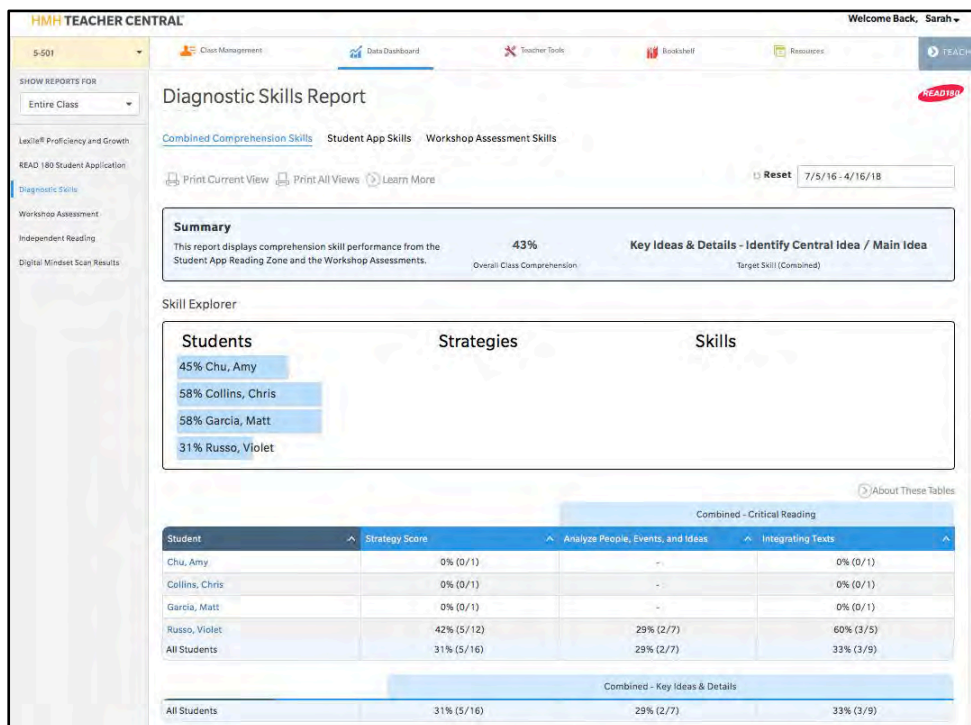 HMH TEACHER CENTRAL
Welcome Back, Sarah
5-501
Class Management
Data Dashboard
Teacher Tools
Bookshelf
Resources
TEACH
SHOW REPORTS FOR
Entire Class
Lexile® Proficiency and Growth
READ 180 Student Application
Diagnostic Skills
Workshop Assessment
Independent Reading
Digital Mindset Scan Results
Diagnostic Skills Report
READ180
Combined Comprehension Skills Student App Skills Workshop Assessment Skills
Print Current View Print All Views Learn More
Reset 7/5/16 - 4/16/18
Summary
This report displays comprehension skill performance from the
Student App Reading Zone and the Workshop Assessments.
43%
Overall Class Comprehension
Key Ideas & Details - Identify Central Idea / Main Idea
Target Skill (Combined)
Skill Explorer
Students Strategies Skills
45% Chu, Amy
58% Collins, Chris
58% Garcia, Matt
31% Russo, Violet
About These Tables
Combined - Critical Reading
Student Strategy Score Analyze People, Events, and Ideas Integrating Texts
Chu, Amy 0% (0/1) - 0% (0/1)
Collins, Chris 0% (0/1) - 0% (0/1)
Garcia, Matt 0% (0/1) - 0% (0/1)
Russo, Violet 42% (5/12) 29% (2/7) 60% (3/5)
All Students 31% (5/16) 29% (2/7) 33% (3/9)
Combined - Key Ideas & Details
All Students 31% (5/16) 29% (2/7) 33% (3/9)